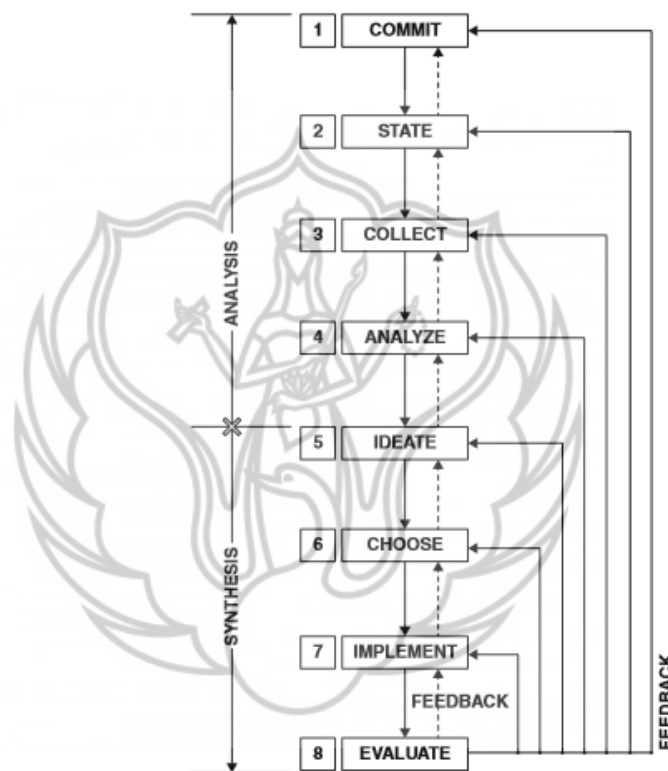 1 COMMIT
2 STATE
3 COLLECT
ANALYSIS
4 ANALYZE
5 IDEATE
6 CHOOSE
SYNTHESIS
7 IMPLEMENT
FEEDBACK
8 EVALUATE
FEEDBACK